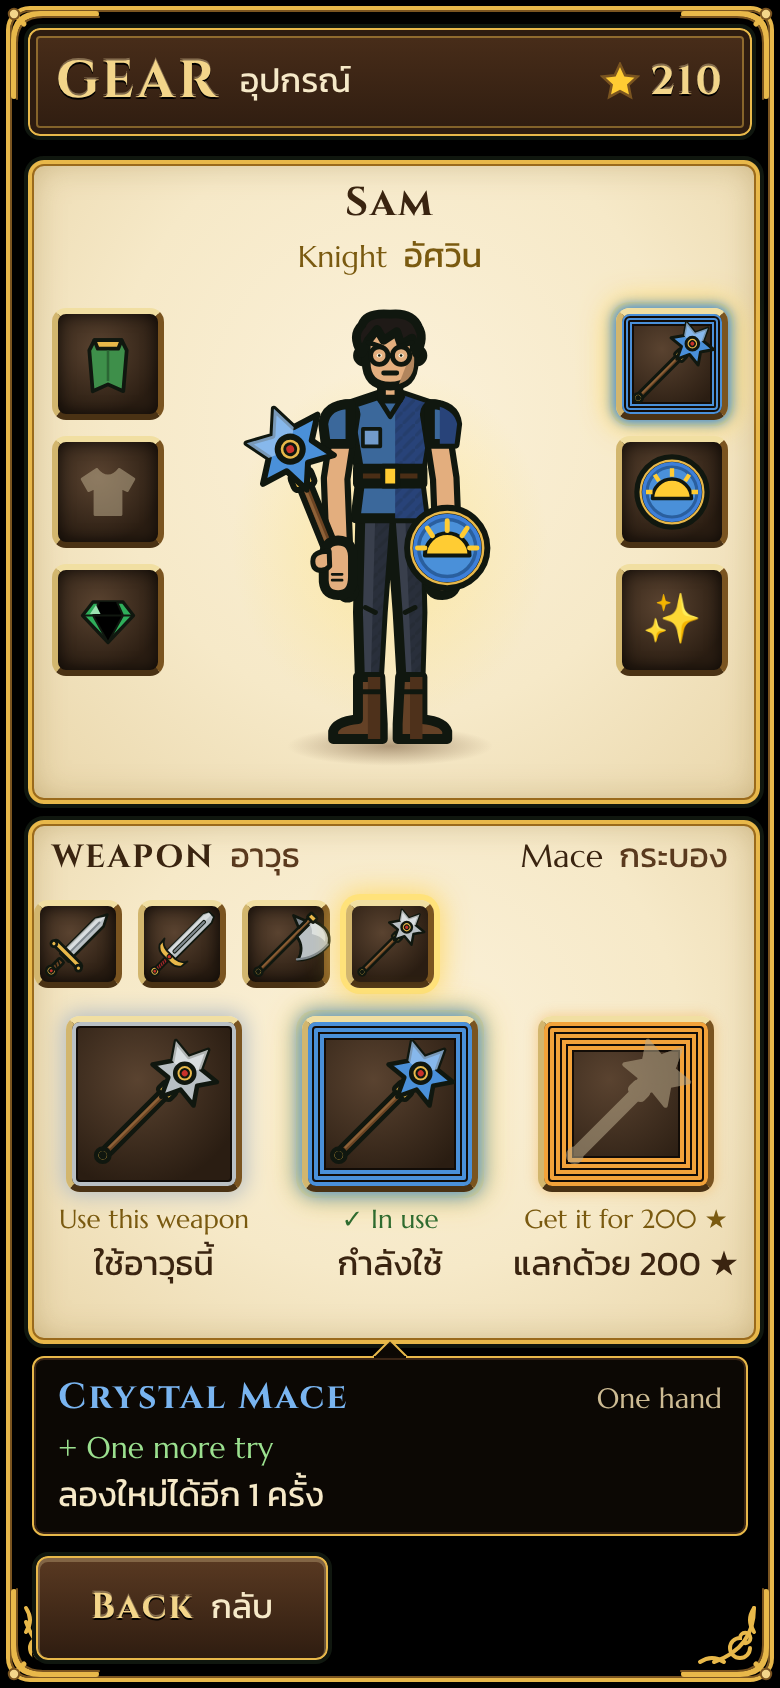 GEAR อุปกรณ์ ★ 210
SAM
Knight อัศวิน
WEAPON อาวุธ Mace กระบอง
Use this weapon
ใช้อาวุธนี้
✓ In use
กำลังใช้
Get it for 200 ★
แลกด้วย 200 ★
CRYSTAL MACE One hand
+ One more try
ลองใหม่ได้อีก 1 ครั้ง
BACK กลับ